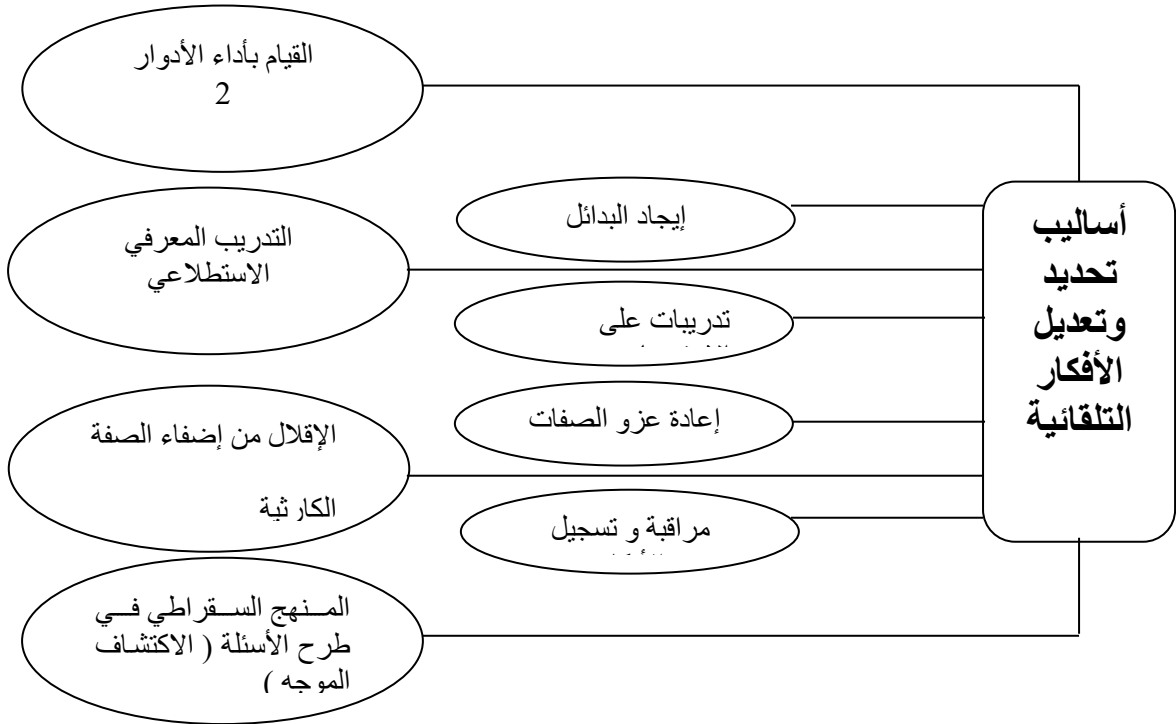 أساليب
تحديد
وتعديل
الأفكار
التلقائية
القيام بأداء الأدوار
2
إيجاد البدائل
التدريب المعرفي
الاستطلاعي
تدريبات على
إعادة عزو الصفات
الإقلال من إضفاء الصفة
الكارثية
مراقبة و تسجيل
المنهج السقراطي في
طرح الأسئلة ( الاكتشاف
الموجه )